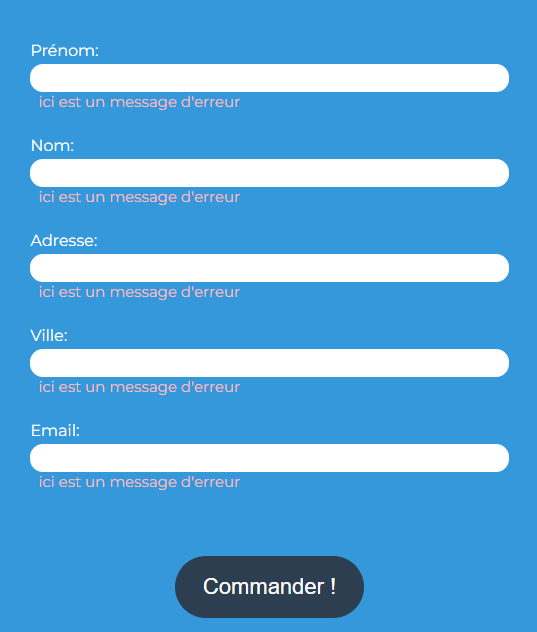 Prénom:
ici est un message d'erreur
Nom:
ici est un message d'erreur
Adresse:
ici est un message d'erreur
Ville:
ici est un message d'erreur
Email:
ici est un message d'erreur
Commander !